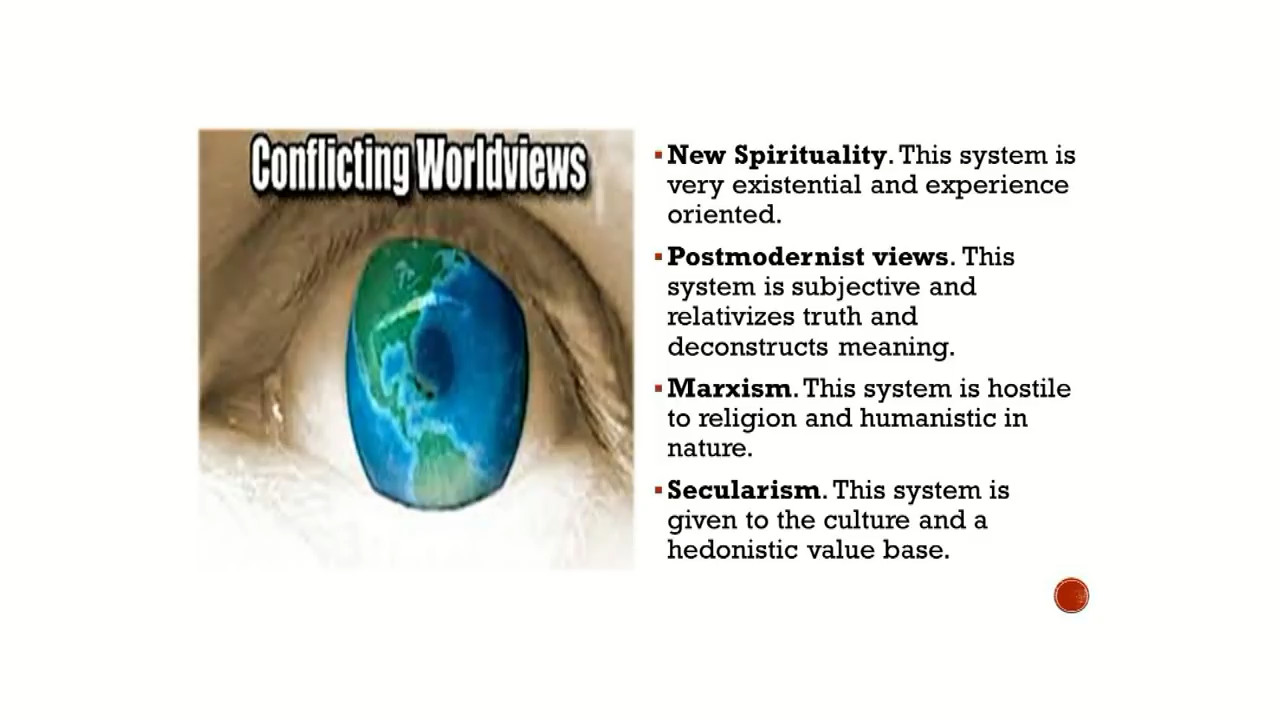 Conflicting Worldviews
▪ New Spirituality. This system is
very existential and experience
oriented.
▪ Postmodernist views. This
system is subjective and
relativizes truth and
deconstructs meaning.
▪ Marxism. This system is hostile
to religion and humanistic in
nature.
▪ Secularism. This system is
given to the culture and a
hedonistic value base.